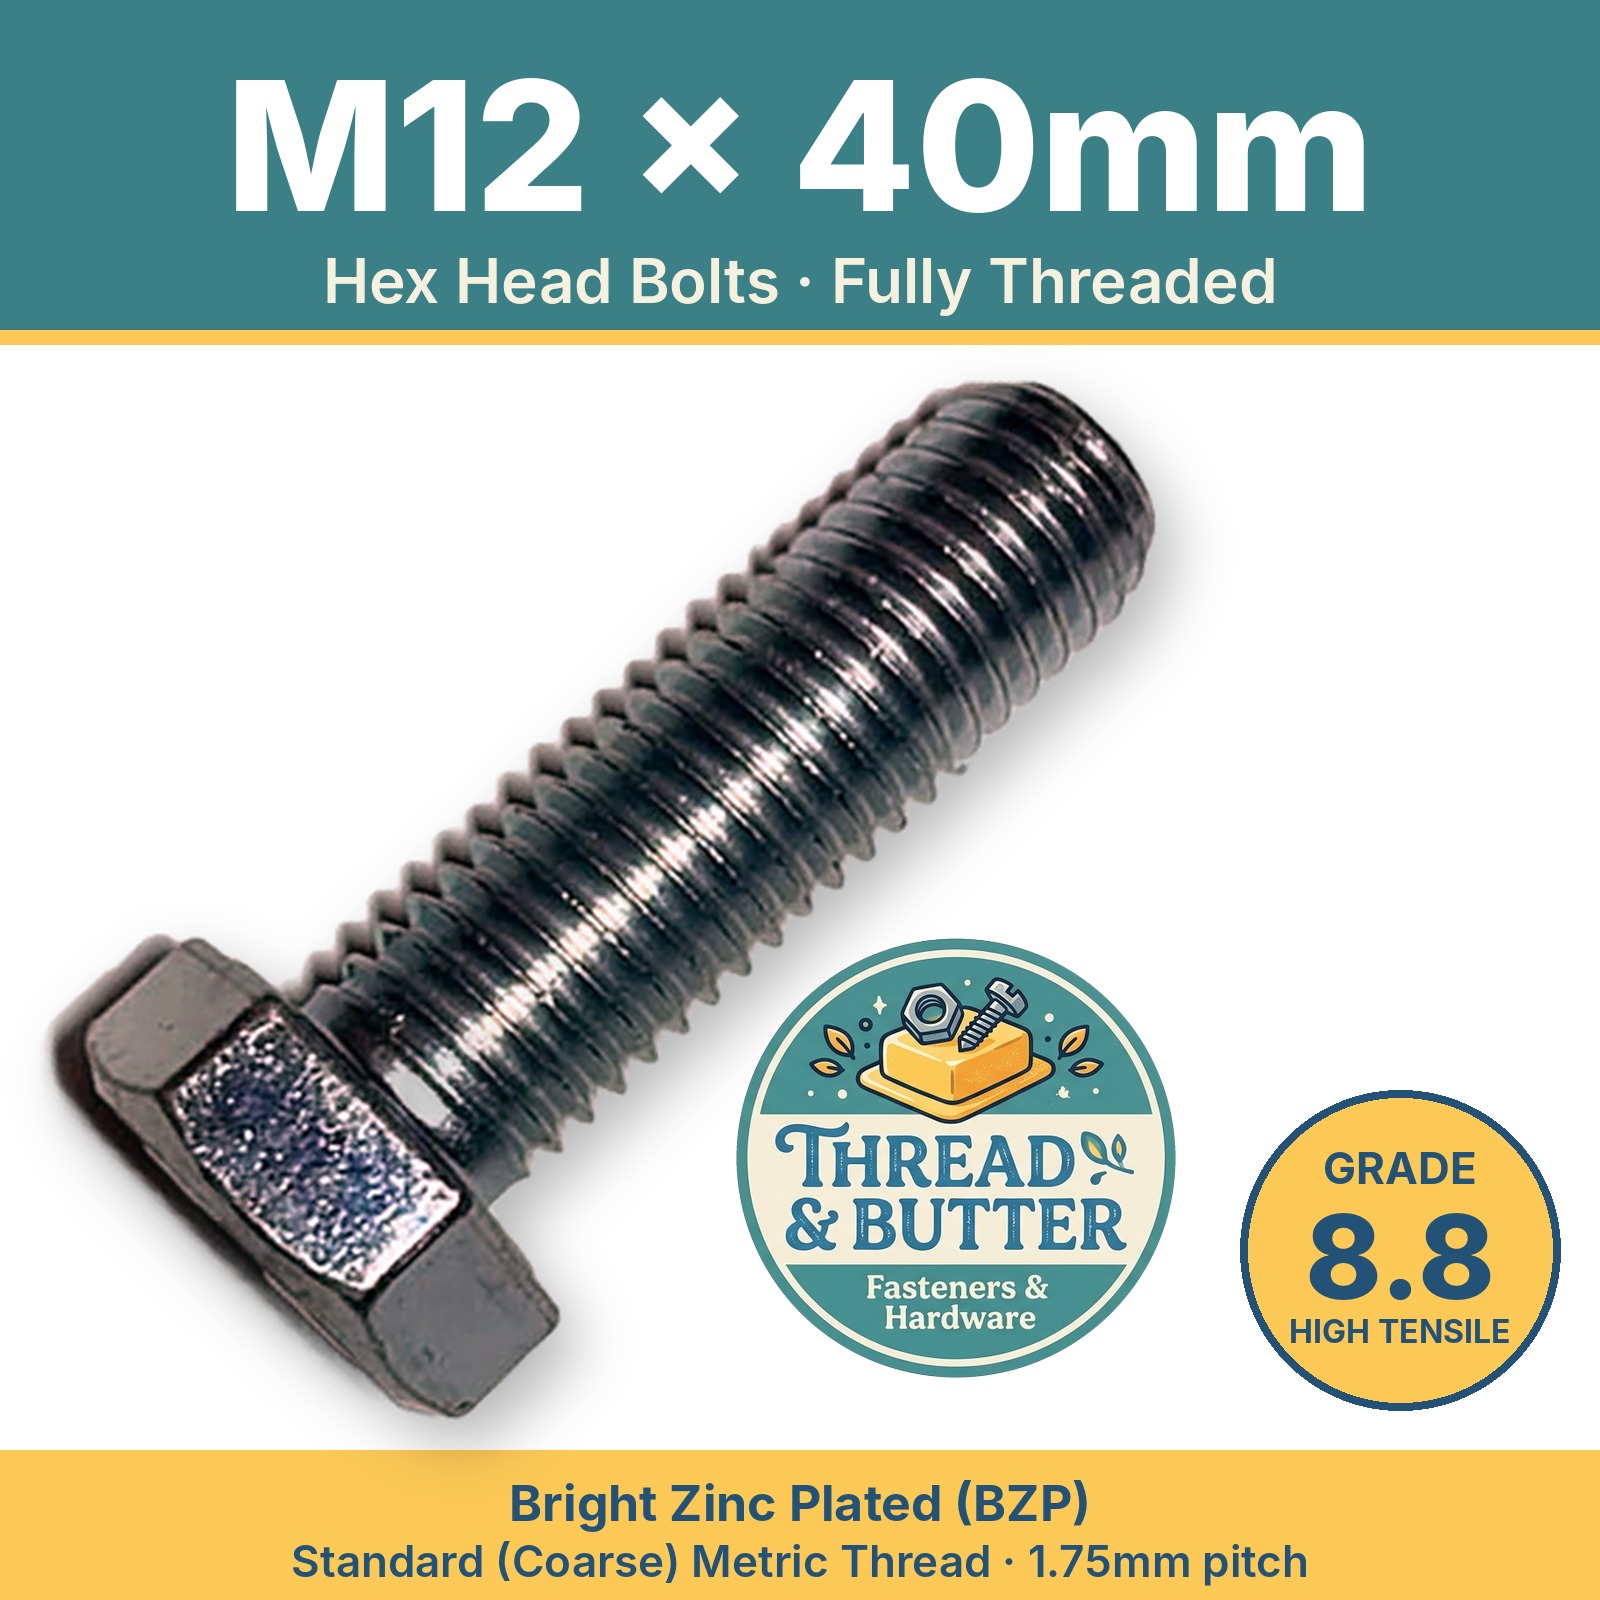 M12 × 40mm
Hex Head Bolts · Fully Threaded
THREAD
& BUTTER
Fasteners &
Hardware
GRADE
8.8
HIGH TENSILE
Bright Zinc Plated (BZP)
Standard (Coarse) Metric Thread · 1.75mm pitch